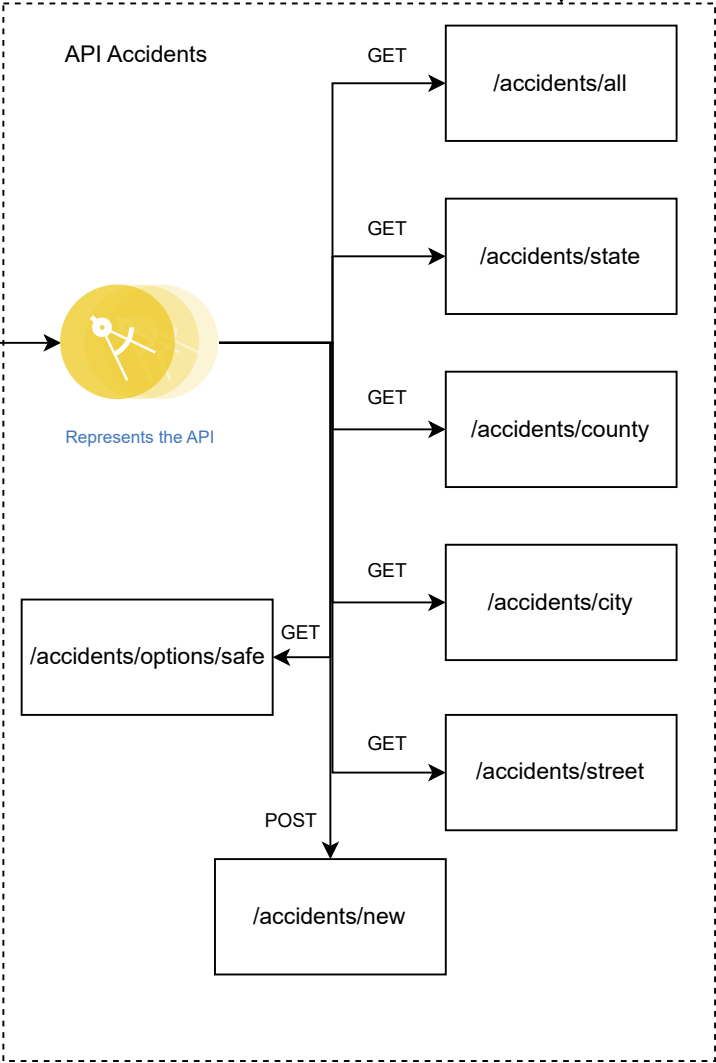 API Accidents
GET
/accidents/all
GET
/accidents/state
Represents the API
GET
/accidents/county
GET
/accidents/city
GET
/accidents/options/safe
GET
/accidents/street
POST
/accidents/new